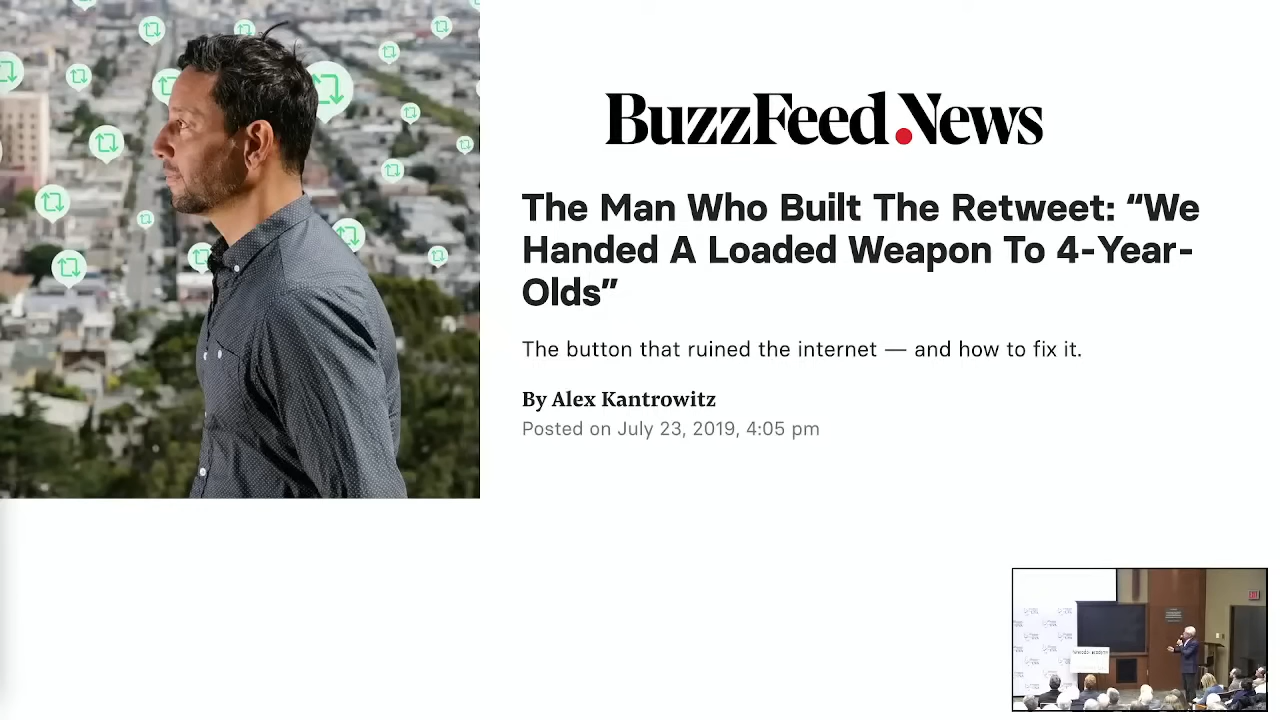 BuzzFeed News
The Man Who Built The Retweet: “We
Handed A Loaded Weapon To 4-Year-
Olds”
The button that ruined the internet — and how to fix it.
By Alex Kantrowitz
Posted on July 23, 2019, 4:05 pm